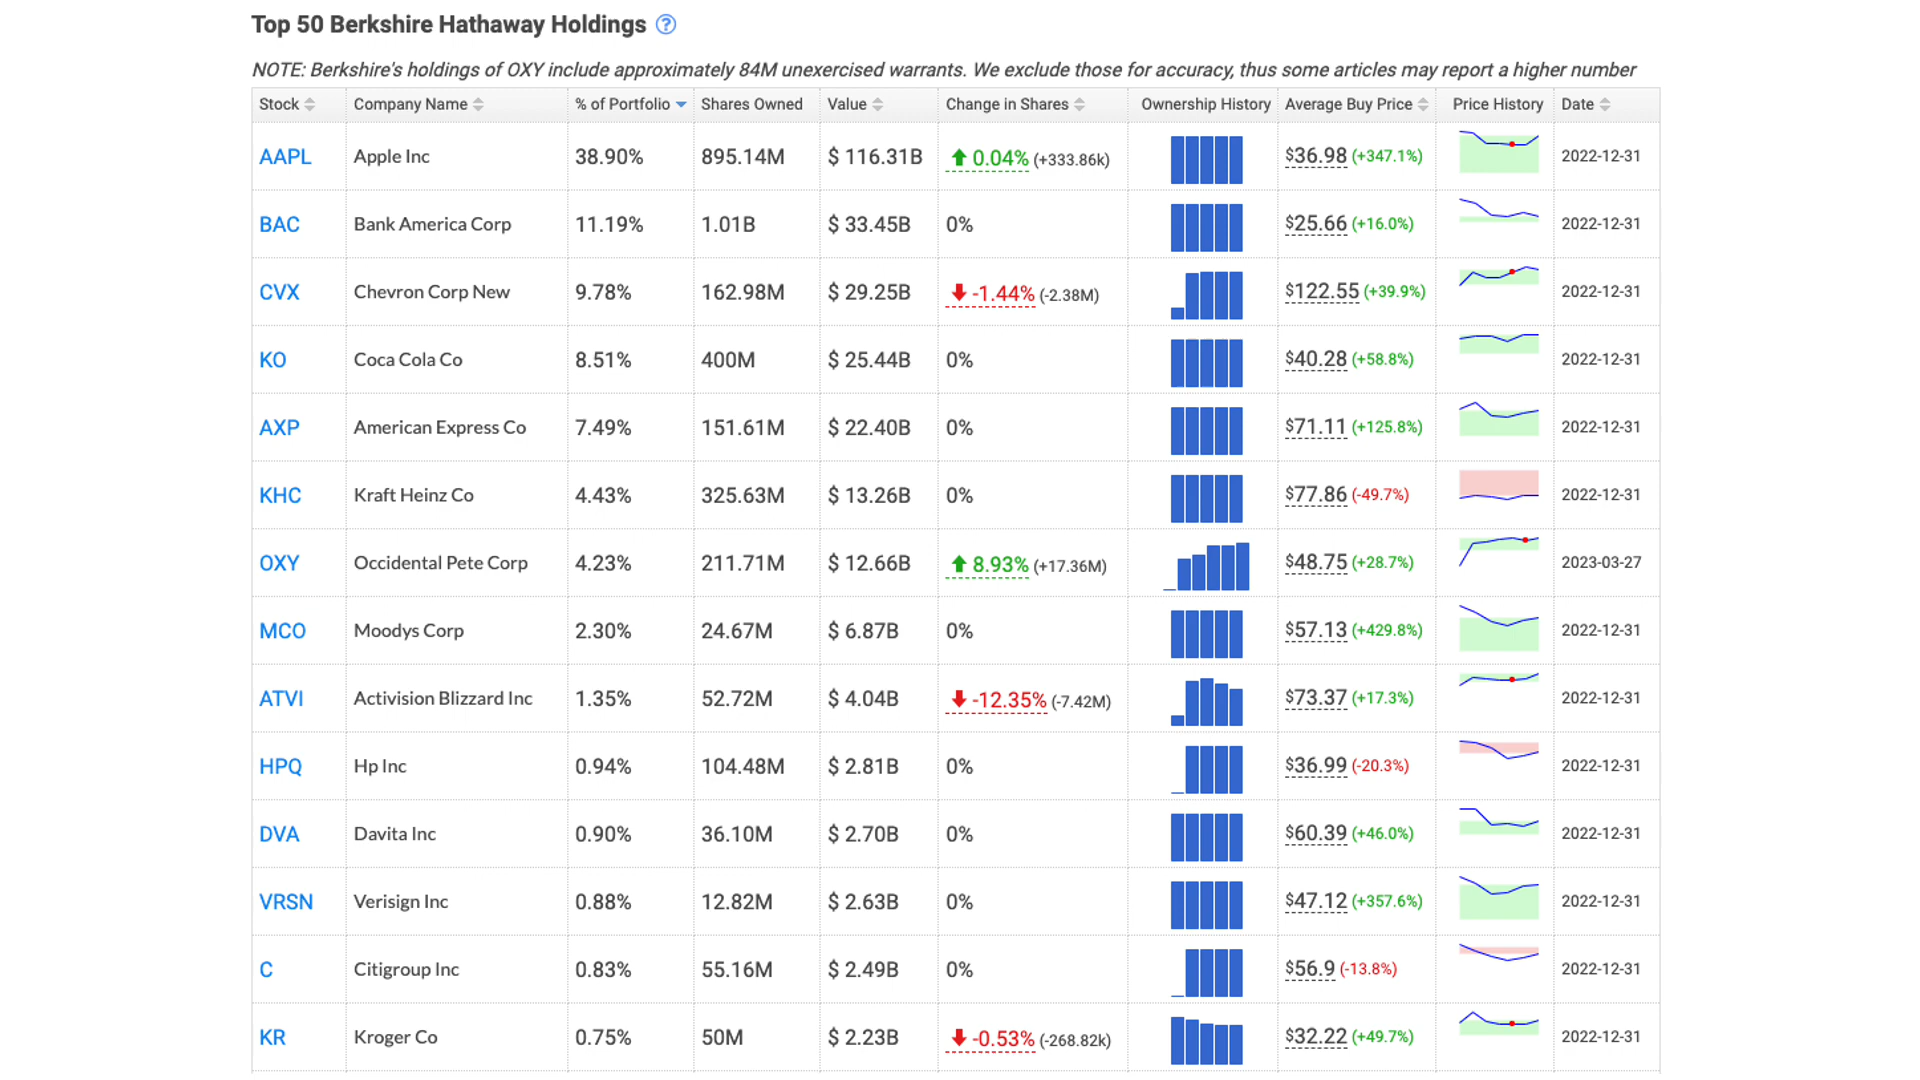 Top 50 Berkshire Hathaway Holdings ?
NOTE: Berkshire's holdings of OXY include approximately 84M unexercised warrants. We exclude those for accuracy, thus some articles may report a higher number
Stock Company Name % of Portfolio Shares Owned Value Change in Shares Ownership History Average Buy Price Price History Date
AAPL Apple Inc 38.90% 895.14M $ 116.31B 0.04% (+333.86k) $36.98 (+347.1%) 2022-12-31
BAC Bank America Corp 11.19% 1.01B $ 33.45B 0% $25.66 (+16.0%) 2022-12-31
CVX Chevron Corp New 9.78% 162.98M $ 29.25B -1.44% (-2.38M) $122.55 (+39.9%) 2022-12-31
KO Coca Cola Co 8.51% 400M $ 25.44B 0% $40.28 (+58.8%) 2022-12-31
AXP American Express Co 7.49% 151.61M $ 22.40B 0% $71.11 (+125.8%) 2022-12-31
KHC Kraft Heinz Co 4.43% 325.63M $ 13.26B 0% $77.86 (-49.7%) 2022-12-31
OXY Occidental Pete Corp 4.23% 211.71M $ 12.66B 8.93% (+17.36M) $48.75 (+28.7%) 2023-03-27
MCO Moodys Corp 2.30% 24.67M $ 6.87B 0% $57.13 (+429.8%) 2022-12-31
ATVI Activision Blizzard Inc 1.35% 52.72M $ 4.04B -12.35% (-7.42M) $73.37 (+17.3%) 2022-12-31
HPQ Hp Inc 0.94% 104.48M $ 2.81B 0% $36.99 (-20.3%) 2022-12-31
DVA Davita Inc 0.90% 36.10M $ 2.70B 0% $60.39 (+46.0%) 2022-12-31
VRSN Verisign Inc 0.88% 12.82M $ 2.63B 0% $47.12 (+357.6%) 2022-12-31
C Citigroup Inc 0.83% 55.16M $ 2.49B 0% $56.9 (-13.8%) 2022-12-31
KR Kroger Co 0.75% 50M $ 2.23B -0.53% (-268.82k) $32.22 (+49.7%) 2022-12-31